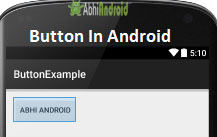 AbhiAndroid
Button In Android
5:10
ButtonExample
ABHI ANDROID